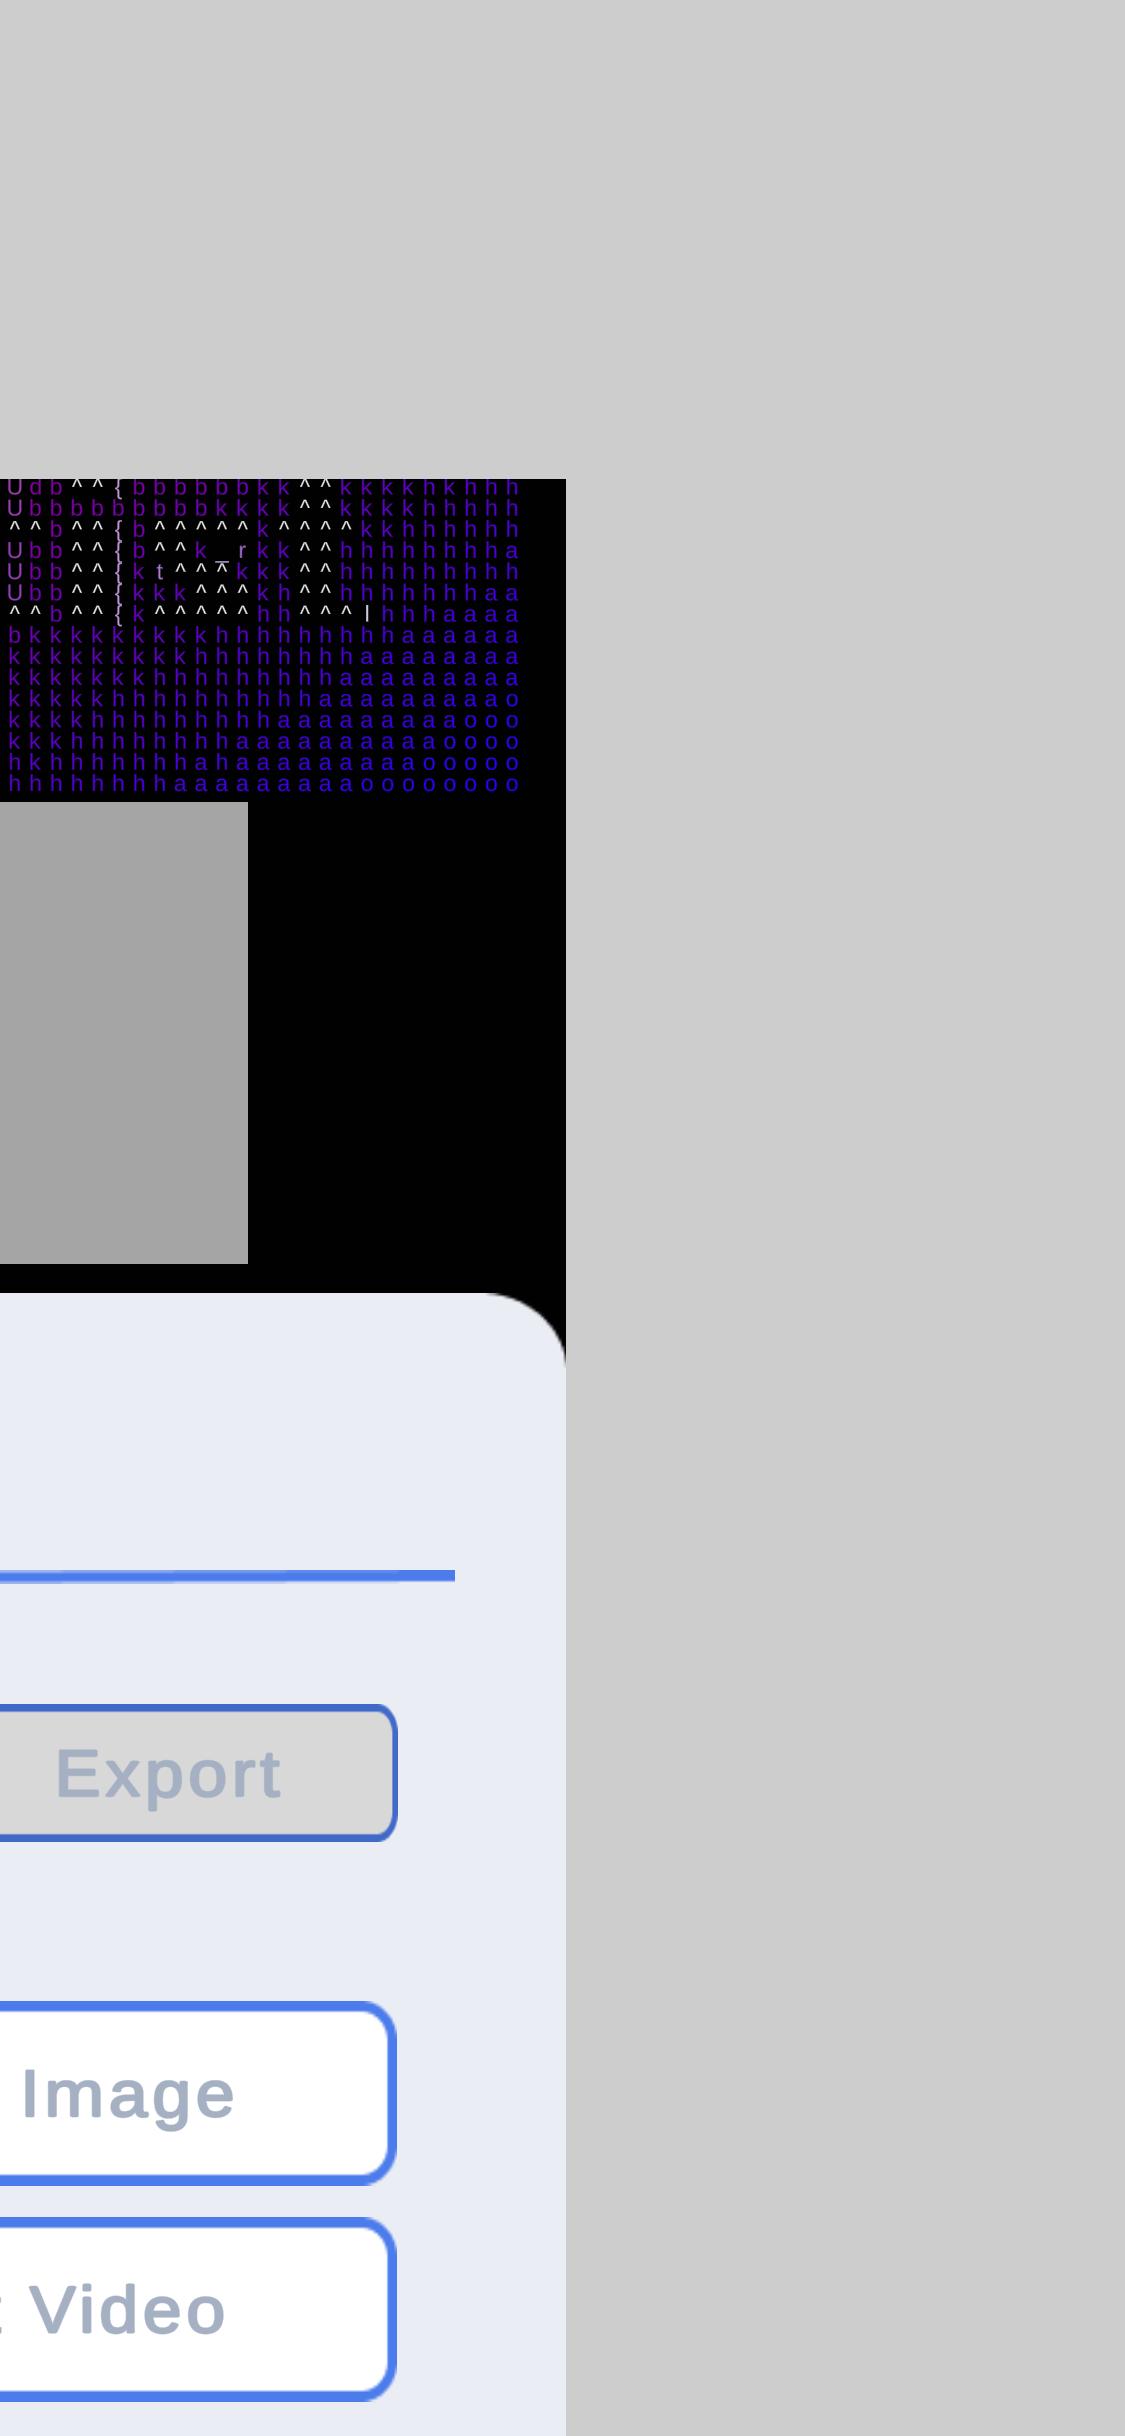 U d b ^ ^ { b b b b b b k k ^ ^ k k k k h k h h h
U b b b b b b b b b k k k k ^ ^ k k k k h h h h h
^ ^ b ^ ^ { b ^ ^ ^ ^ ^ k ^ ^ ^ ^ k k h h h h h h
U b b ^ ^ { b ^ ^ k _ r k k ^ ^ h h h h h h h h a
U b b ^ ^ { k t ^ ^ ^ k k k ^ ^ h h h h h h h h h
U b b ^ ^ { k k k ^ ^ ^ k h ^ ^ h h h h h h h a a
^ ^ b ^ ^ { k ^ ^ ^ ^ ^ h h ^ ^ ^ l h h h a a a a
b k k k k k k k k k h h h h h h h h h a a a a a a
k k k k k k k k k h h h h h h h h a a a a a a a a
k k k k k k k h h h h h h h h h a a a a a a a a a
k k k k k h h h h h h h h h h a a a a a a a a a o
k k k k h h h h h h h h h a a a a a a a a a o o o
k k k h h h h h h h h a a a a a a a a a a o o o o
h k h h h h h h h a h a a a a a a a a a o o o o o
h h h h h h h h a a a a a a a a a o o o o o o o o
Export
Image
Video